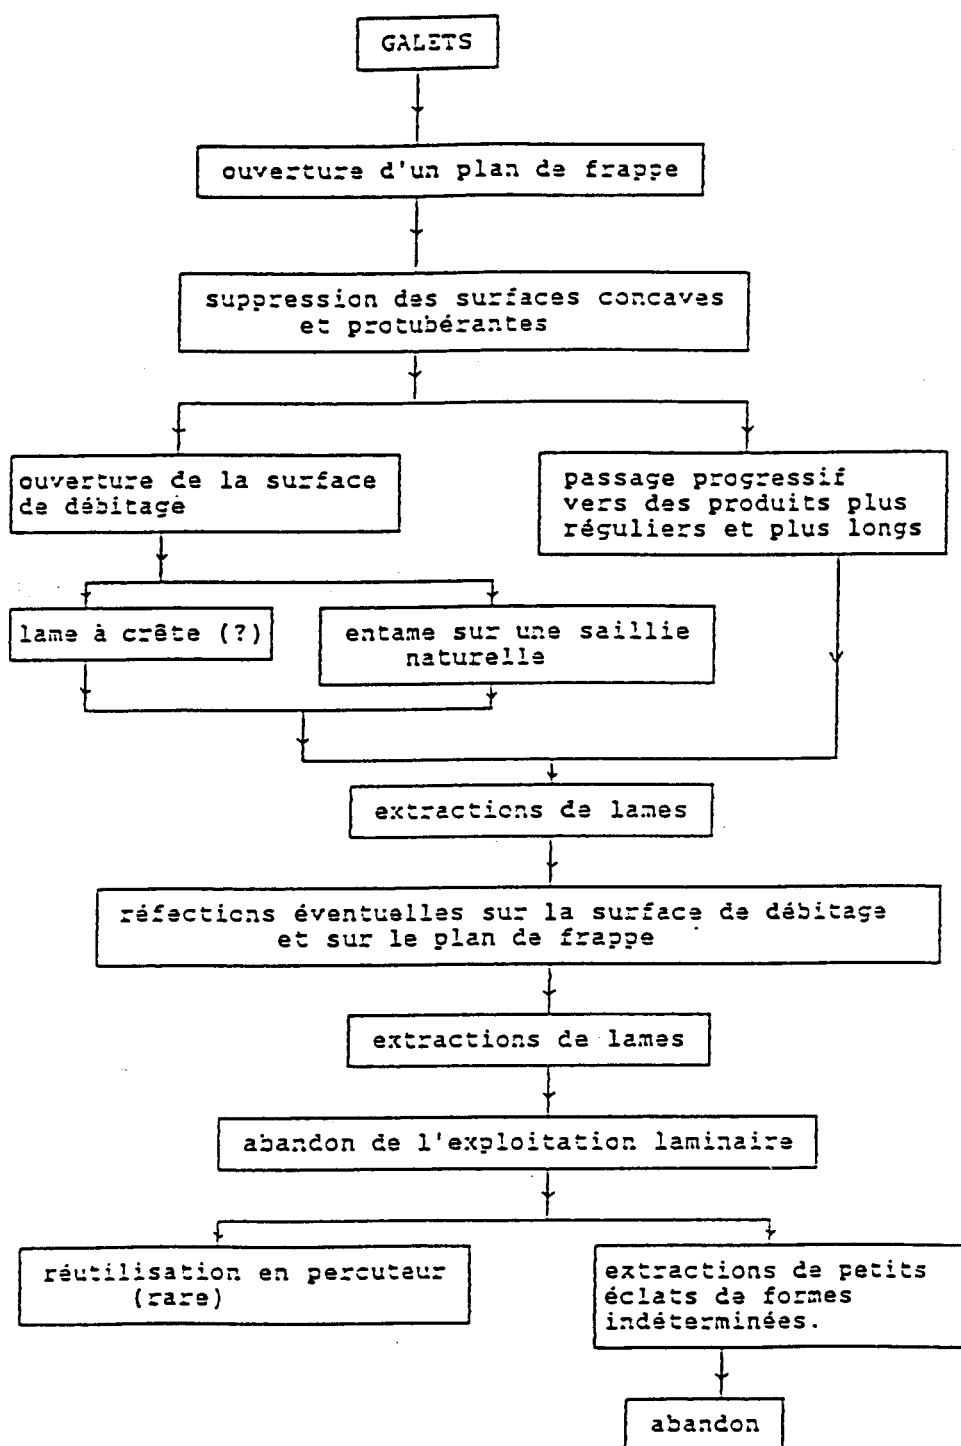 GALETS
ouverture d'un plan de frappe
suppression des surfaces concaves
et protubérantes
ouverture de la surface
de débitage
passage progressif
vers des produits plus
réguliers et plus longs
lame à crête (?)
entame sur une saillie
naturelle
extractions de lames
réfections éventuelles sur la surface de débitage
et sur le plan de frappe
extractions de lames
abandon de l'exploitation laminaire
réutilisation en percuteur
(rare)
extractions de petits
éclats de formes
indéterminées.
abandon